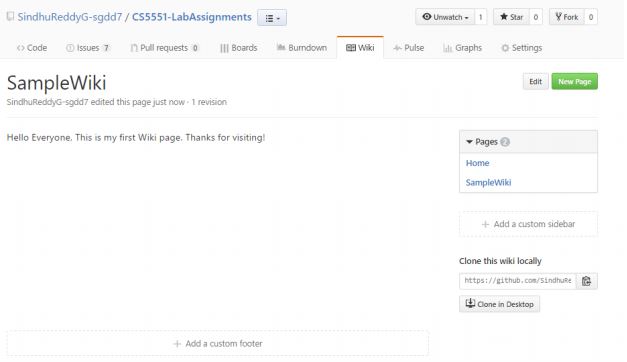 SindhuReddyG-sgdd7 / CS5551-LabAssignments
Unwatch 1 Star 0 Fork 0
Code Issues 7 Pull requests 0 Boards Burndown Wiki Pulse Graphs Settings
SampleWiki
Edit New Page
SindhuReddyG-sgdd7 edited this page just now · 1 revision
Hello Everyone. This is my first Wiki page. Thanks for visiting!
Pages 2
Home
SampleWiki
+ Add a custom sidebar
Clone this wiki locally
https://github.com/SindhuRe
Clone in Desktop
+ Add a custom footer